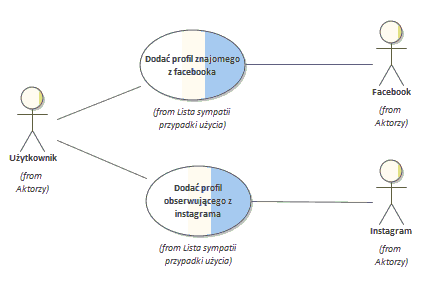 Dodać profil znajomego
z facebooka
(from Lista sympatii
przypadki użycia)
Facebook
(from
Aktorzy)
Użytkownik
(from
Aktorzy)
Dodać profil
obserwującego z
instagrama
(from Lista sympatii
przypadki użycia)
Instagram
(from
Aktorzy)